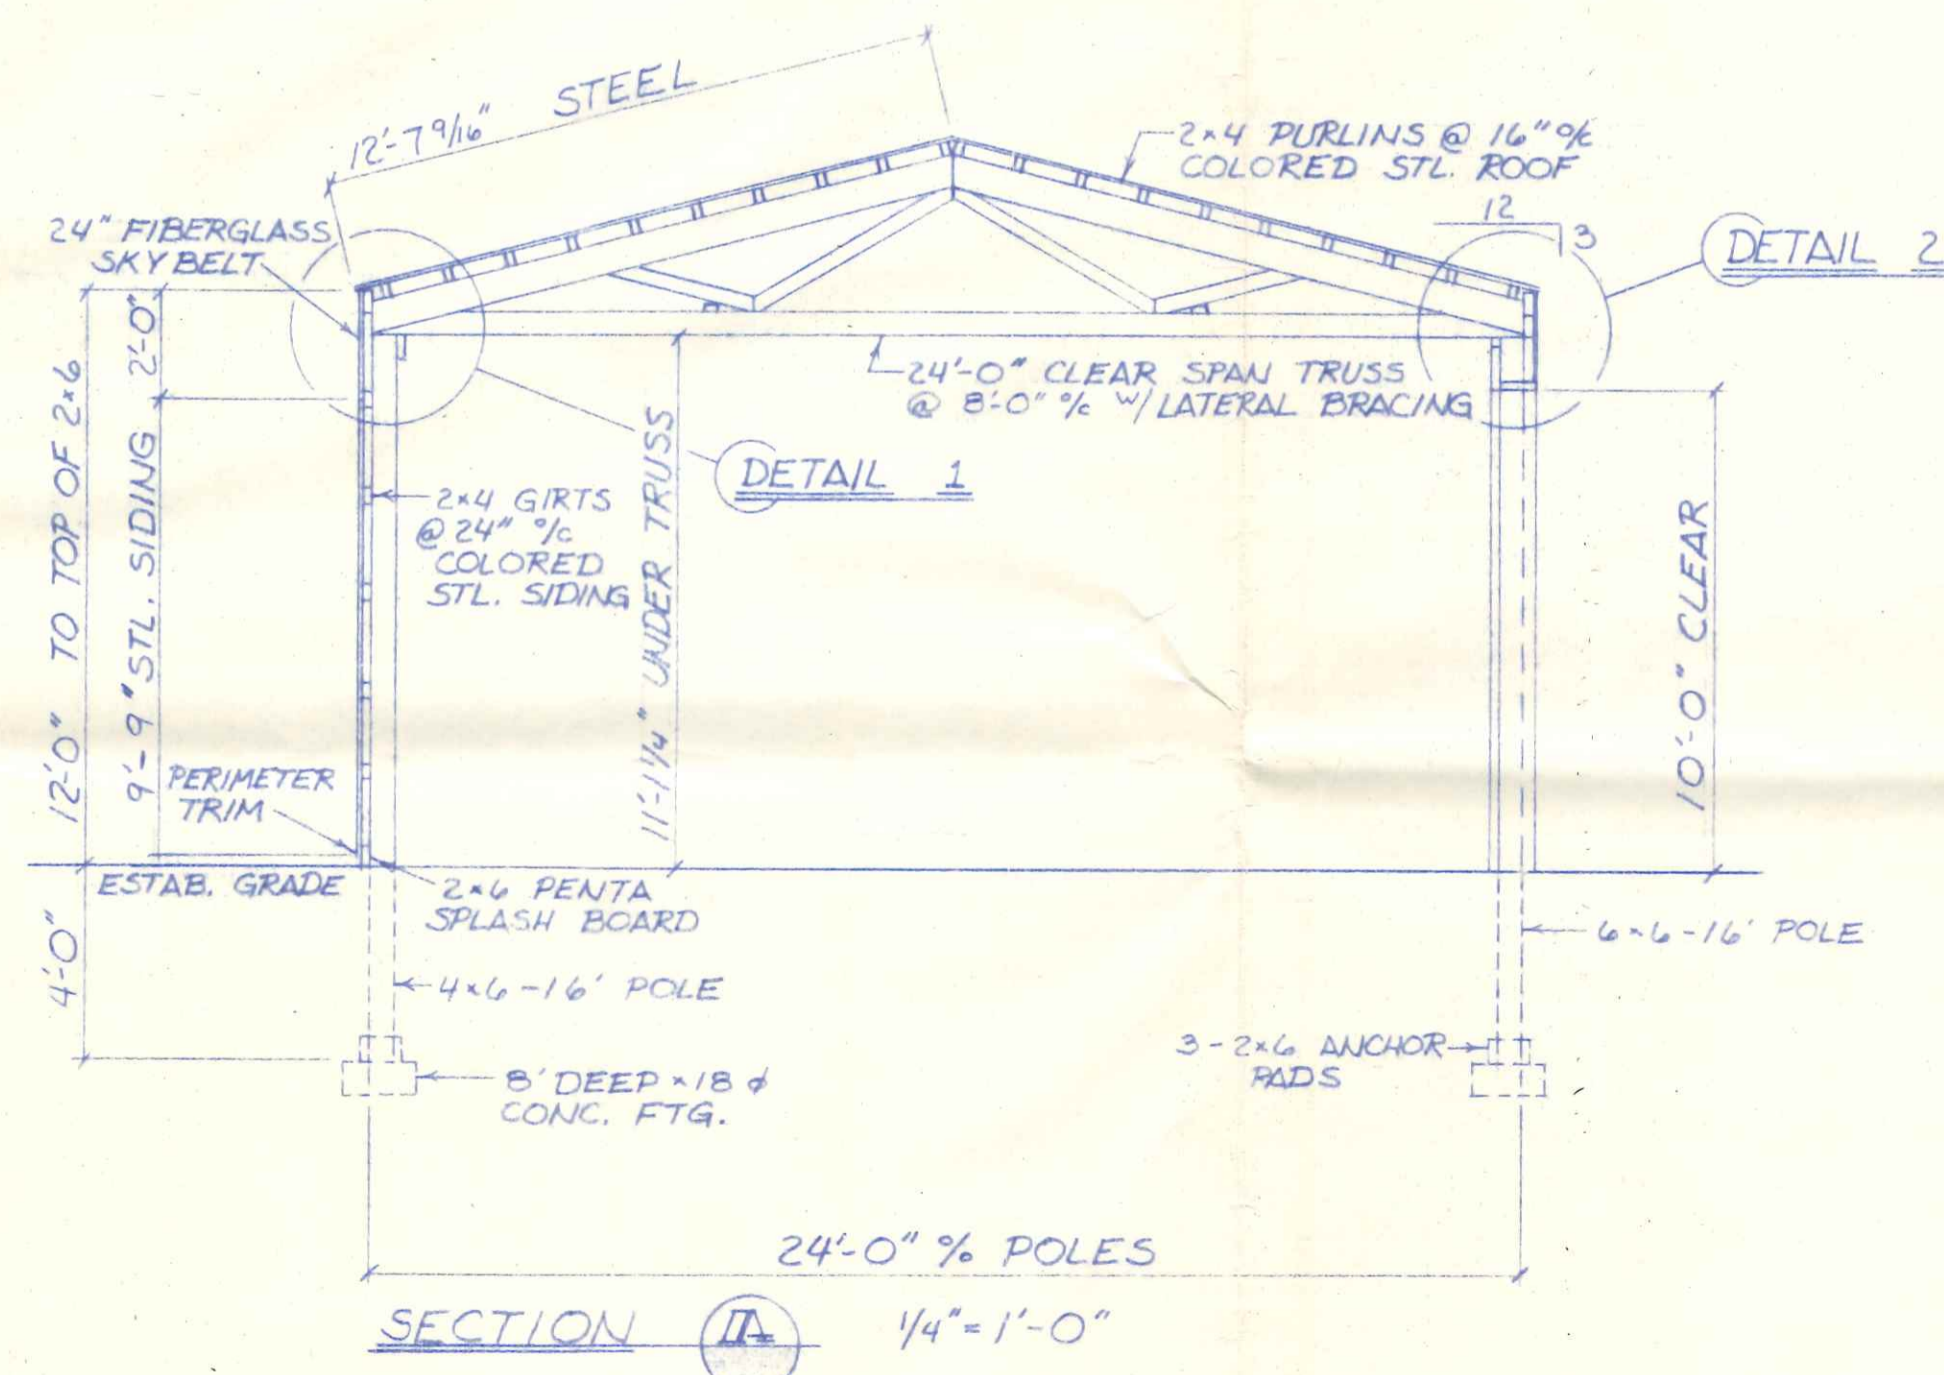 12'-7 9/16" STEEL
2×4 PURLINS @ 16" o/c
COLORED STL. ROOF
12
3
DETAIL 2
24" FIBERGLASS
SKYBELT
24'-0" CLEAR SPAN TRUSS
@ 8'-0" o/c w/ LATERAL BRACING
DETAIL 1
2×4 GIRTS
@ 24" o/c
COLORED
STL. SIDING
12'-0" TO TOP OF 2×6
9'-9" STL. SIDING 2'-0"
11'-1 1/4" UNDER TRUSS
10'-0" CLEAR
PERIMETER
TRIM
ESTAB. GRADE
2×6 PENTA
SPLASH BOARD
4'-0"
4×6-16' POLE
6×6-16' POLE
8' DEEP × 18 ϕ
CONC. FTG.
3-2×6 ANCHOR
PADS
24'-0" o/o POLES
SECTION 1/4" = 1'-0"